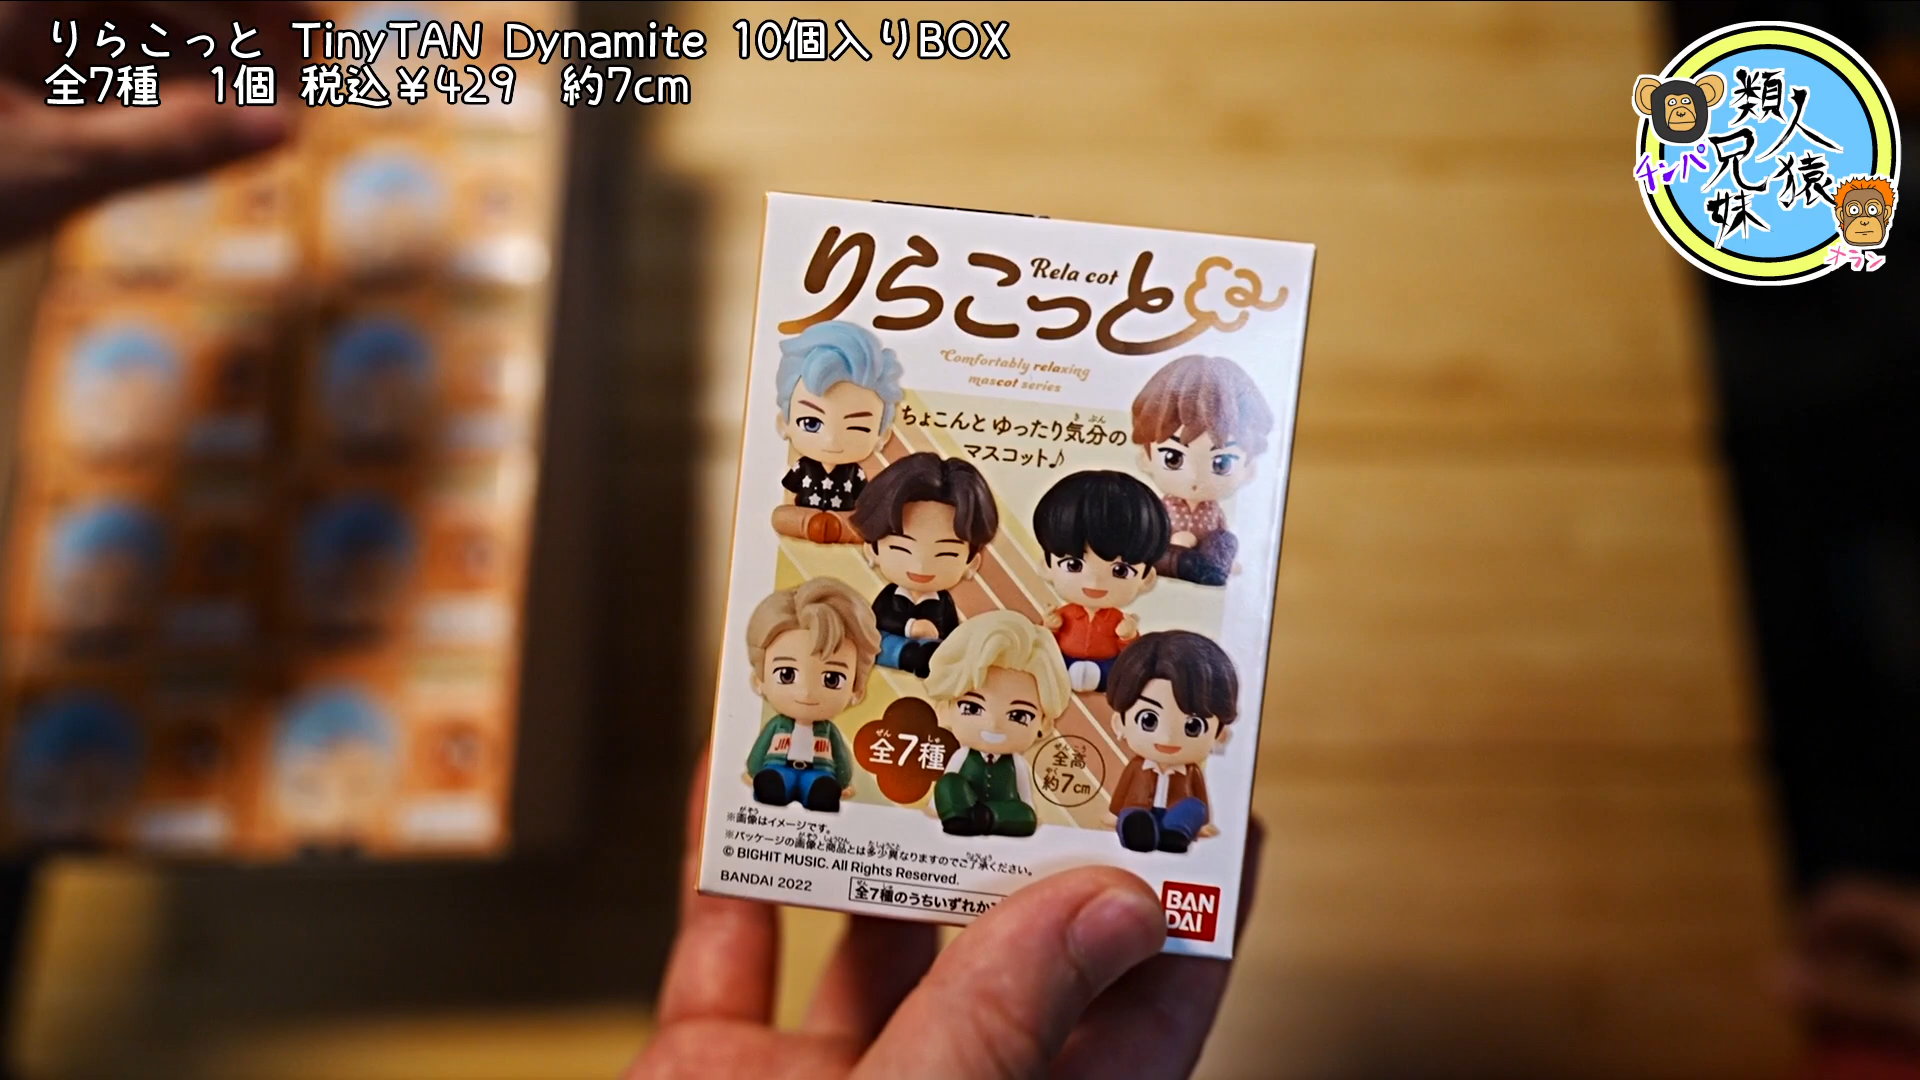 りらこっと TinyTAN Dynamite 10個入りBOX
全7種 1個 税込￥429 約7cm
類人猿
兄妹
チンパ
オラン
りらこっと
Rela cot
Comfortably relaxing
mascot series
ちょこんと ゆったり気分の
マスコット♪
JIMIN
全7種
全高
約7cm
※画像はイメージです。
※パッケージの画像と商品とは多少異なりますのでご了承ください。
© BIGHIT MUSIC. All Rights Reserved.
BANDAI 2022
全7種のうちいずれか
BAN
DAI